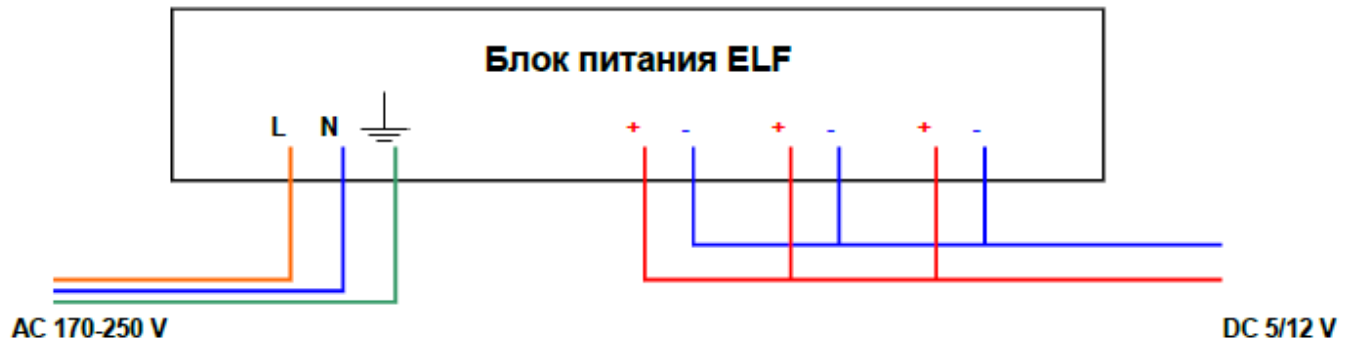 Блок питания ELF
L N + - + - + -
AC 170-250 V
DC 5/12 V